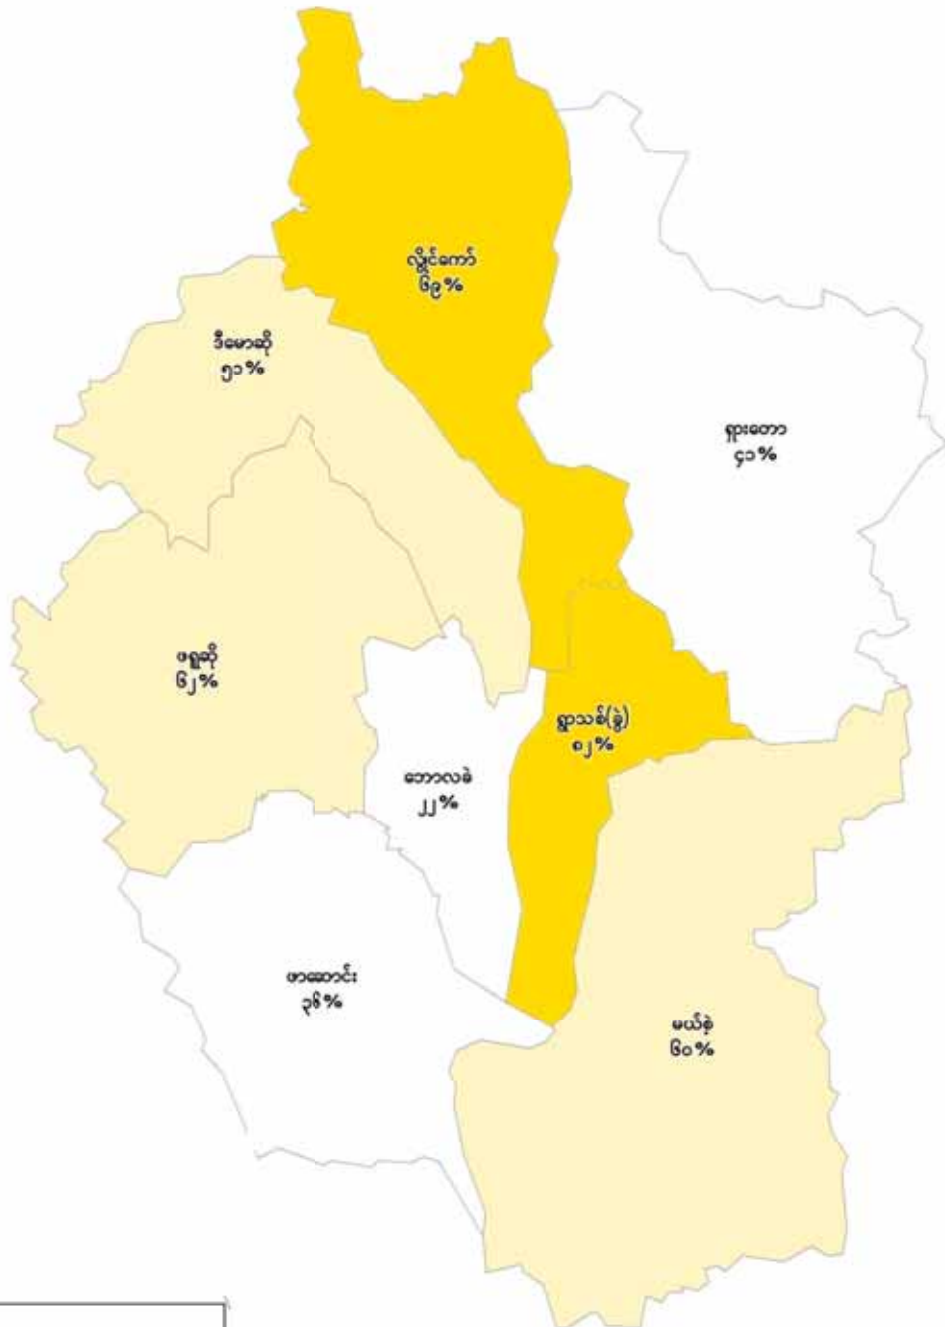 လွိုင်ကော်
၆၉%
ဒီမောဆို
၅၁%
ရှားတော
၄၁%
ဖရူဆို
၆၂%
ရွာသစ်(ခွဲ)
၈၂%
ဘောလခဲ
၂၂%
ဖာဆောင်း
၃၆%
မယ်စဲ့
၆၀%